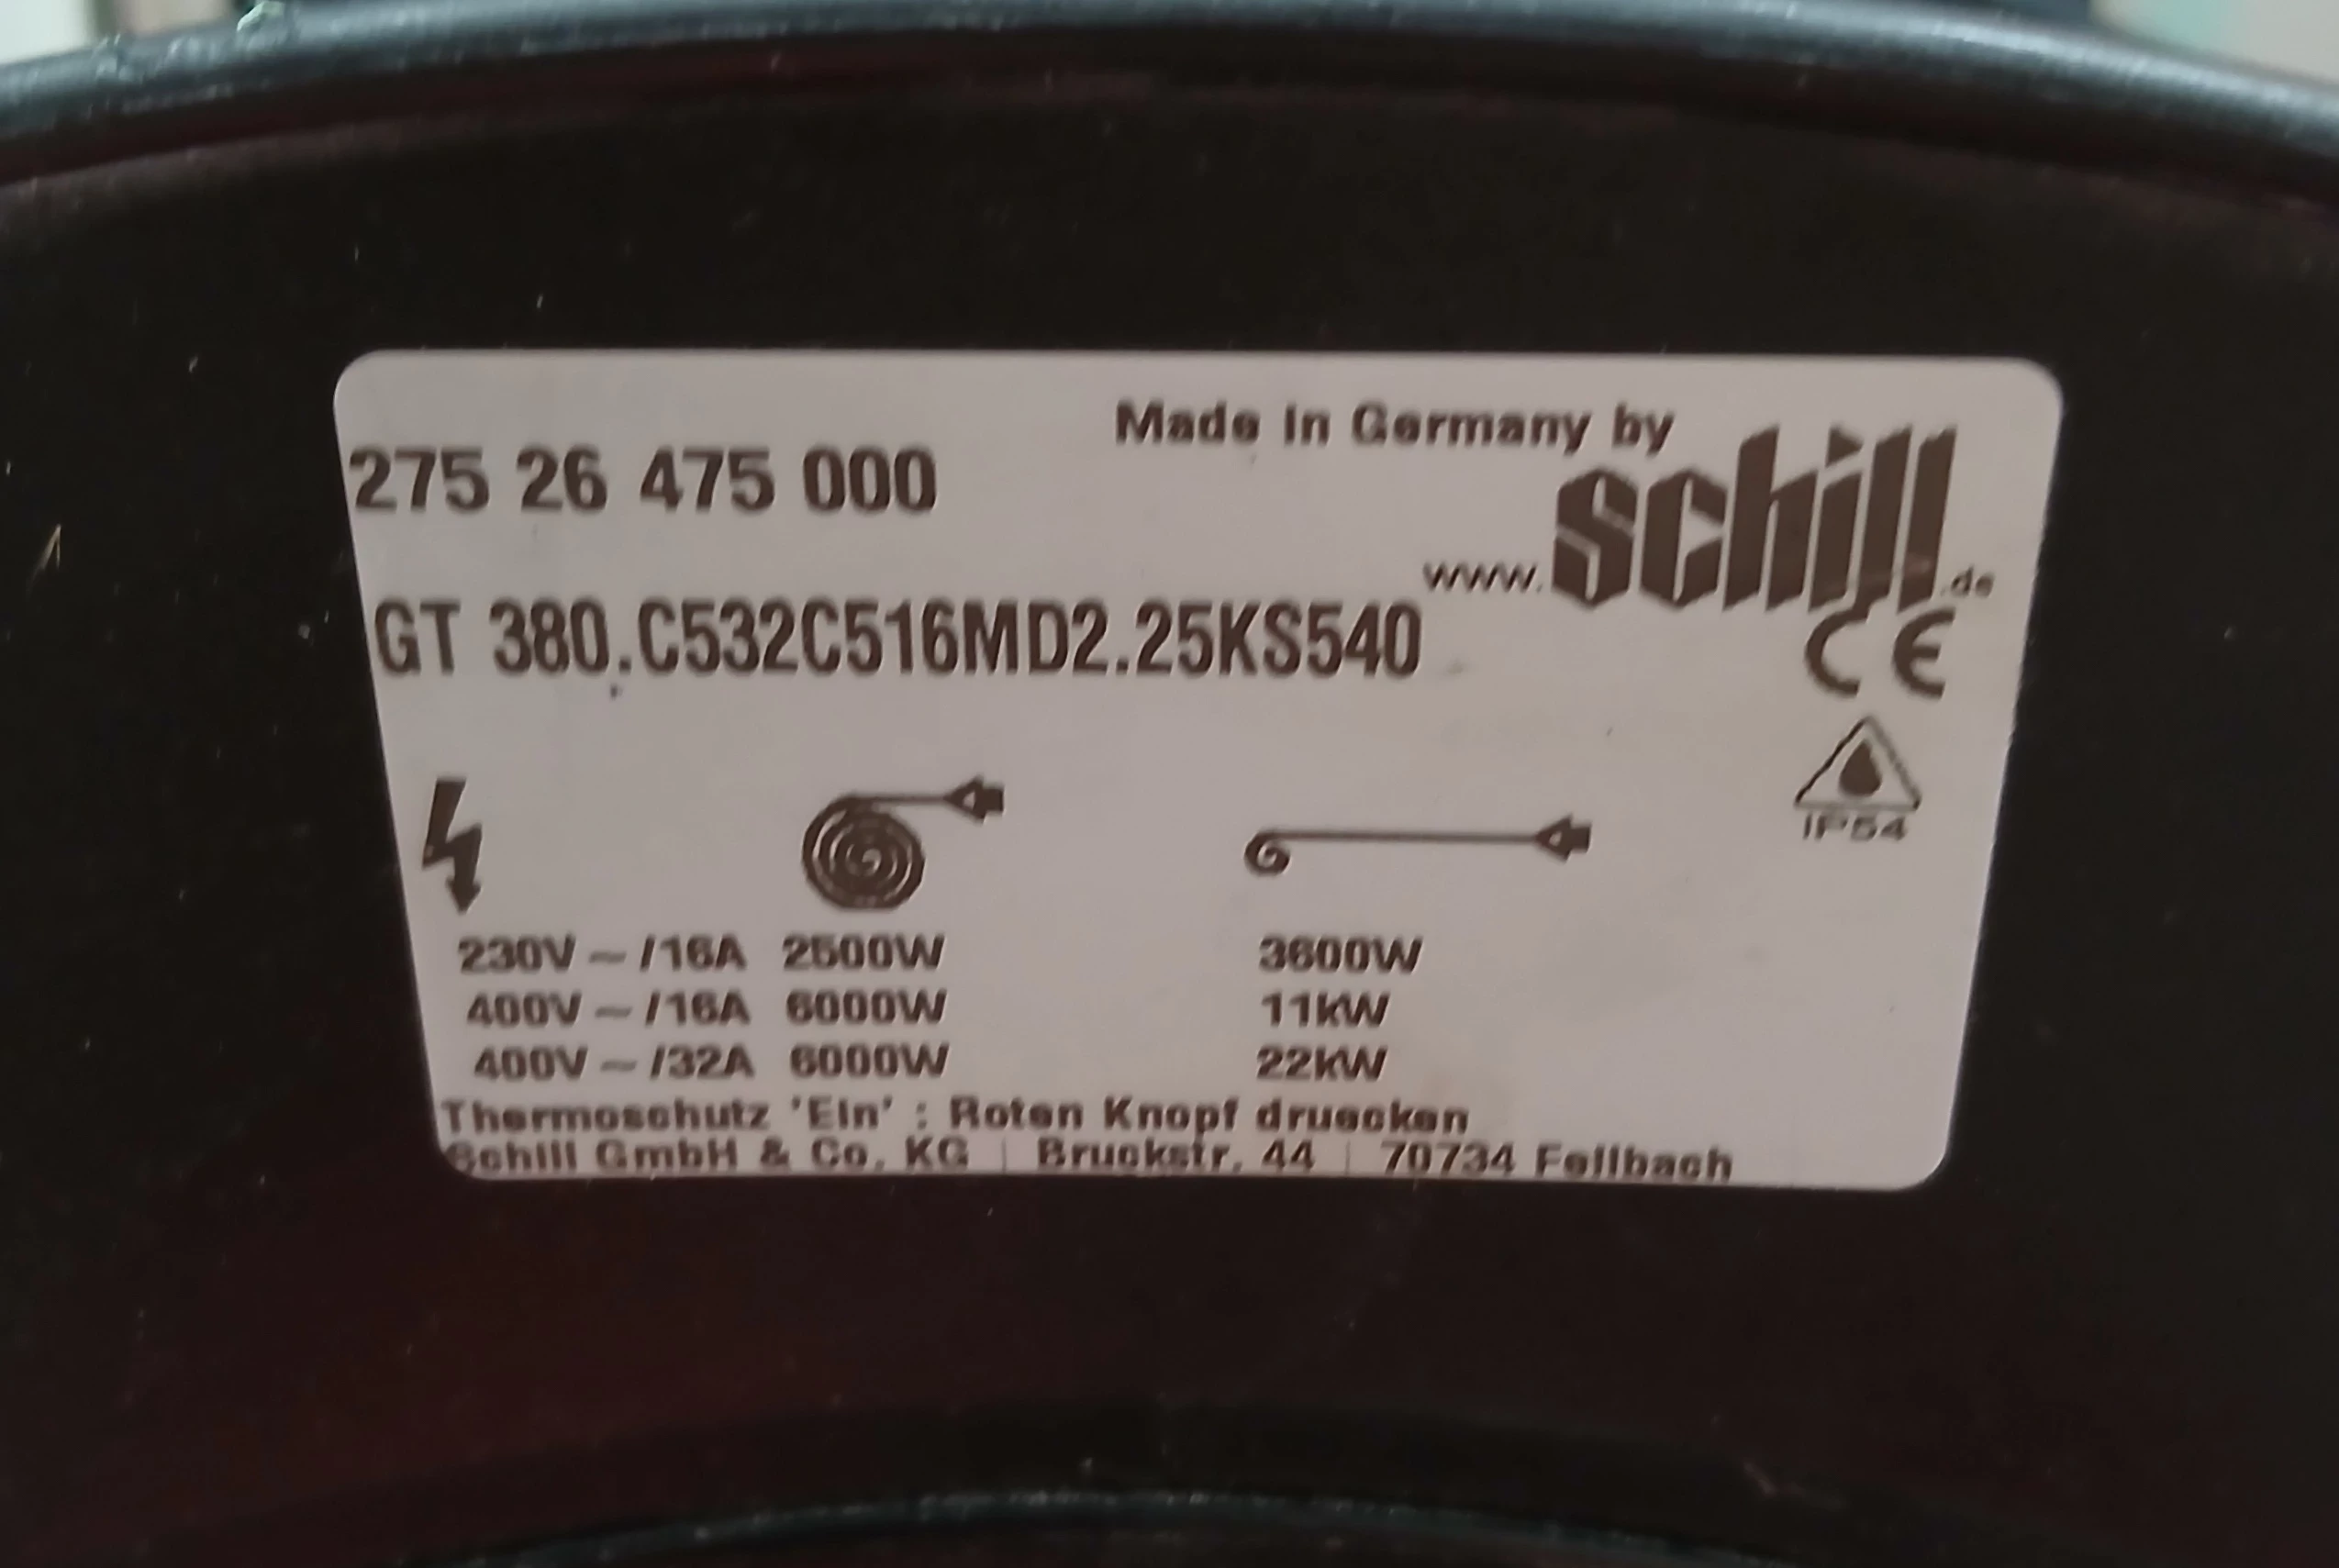 Made in Germany by
275 26 475 000
www.schill.de
GT 380.C532C516MD2.25KS540
CE
IP54
230V ~ /16A 2500W 3600W
400V ~ /16A 6000W 11kW
400V ~ /32A 6000W 22kW
Thermoschutz 'Ein' : Roten Knopf druecken
Schill GmbH & Co. KG | Bruckstr. 44 | 70734 Fellbach